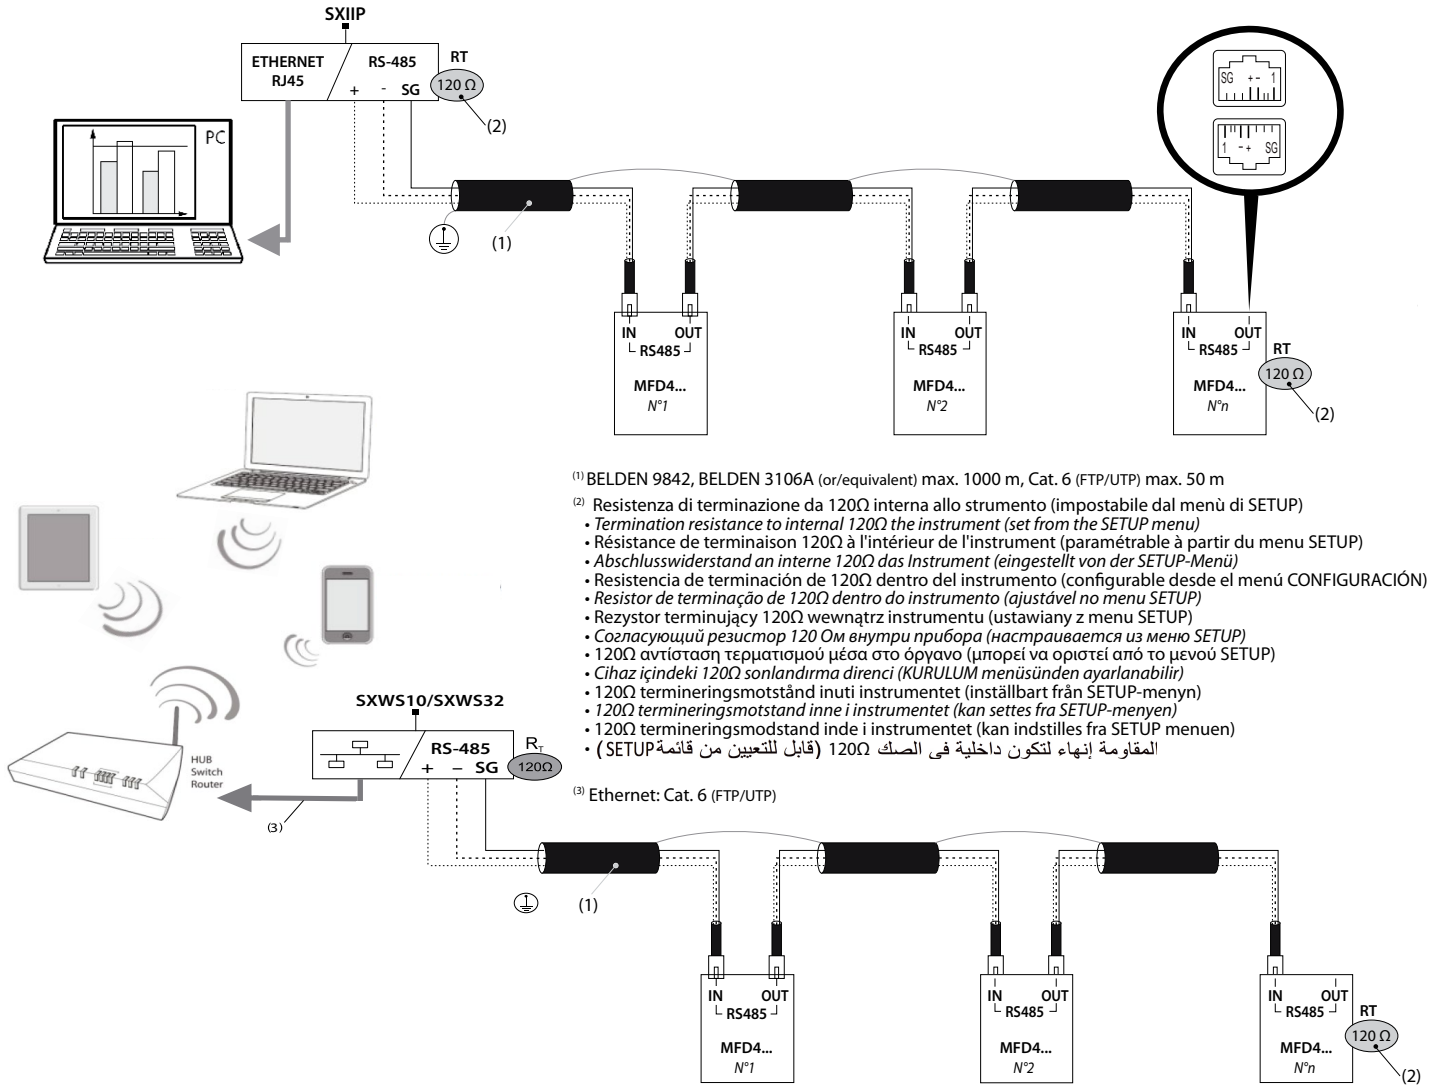 SXIIP
ETHERNET
RJ45
RS-485
+ - SG
RT
120 Ω
(2)
PC
SG + - 1
1 - + SG
(1)
IN OUT
RS485
MFD4...
N°1
IN OUT
RS485
MFD4...
N°2
IN OUT
RS485
MFD4...
N°n
RT
120 Ω
(2)
(1) BELDEN 9842, BELDEN 3106A (or/equivalent) max. 1000 m, Cat. 6 (FTP/UTP) max. 50 m
(2) Resistenza di terminazione da 120Ω interna allo strumento (impostabile dal menù di SETUP)
• Termination resistance to internal 120Ω the instrument (set from the SETUP menu)
• Résistance de terminaison 120Ω à l'intérieur de l'instrument (paramétrable à partir du menu SETUP)
• Abschlusswiderstand an interne 120Ω das Instrument (eingestellt von der SETUP-Menü)
• Resistencia de terminación de 120Ω dentro del instrumento (configurable desde el menú CONFIGURACIÓN)
• Resistor de terminação de 120Ω dentro do instrumento (ajustável no menu SETUP)
• Rezystor terminujący 120Ω wewnątrz instrumentu (ustawiany z menu SETUP)
• Согласующий резистор 120 Ом внутри прибора (настраивается из меню SETUP)
• 120Ω αντίσταση τερματισμού μέσα στο όργανο (μπορεί να οριστεί από το μενού SETUP)
• Cihaz içindeki 120Ω sonlandırma direnci (KURULUM menüsünden ayarlanabilir)
• 120Ω termineringsmotstånd inuti instrumentet (inställbart från SETUP-menyn)
• 120Ω termineringsmotstand inne i instrumentet (kan settes fra SETUP-menyen)
• 120Ω termineringsmodstand inde i instrumentet (kan indstilles fra SETUP menuen)
• المقاومة إنهاء لتكون داخلية في الصك 120Ω (قابل للتعيين من قائمة SETUP)
(3) Ethernet: Cat. 6 (FTP/UTP)
SXWS10/SXWS32
RS-485
+ − SG
RT
120Ω
HUB
Switch
Router
(3)
(1)
IN OUT
RS485
MFD4...
N°1
IN OUT
RS485
MFD4...
N°2
IN OUT
RS485
MFD4...
N°n
RT
120 Ω
(2)